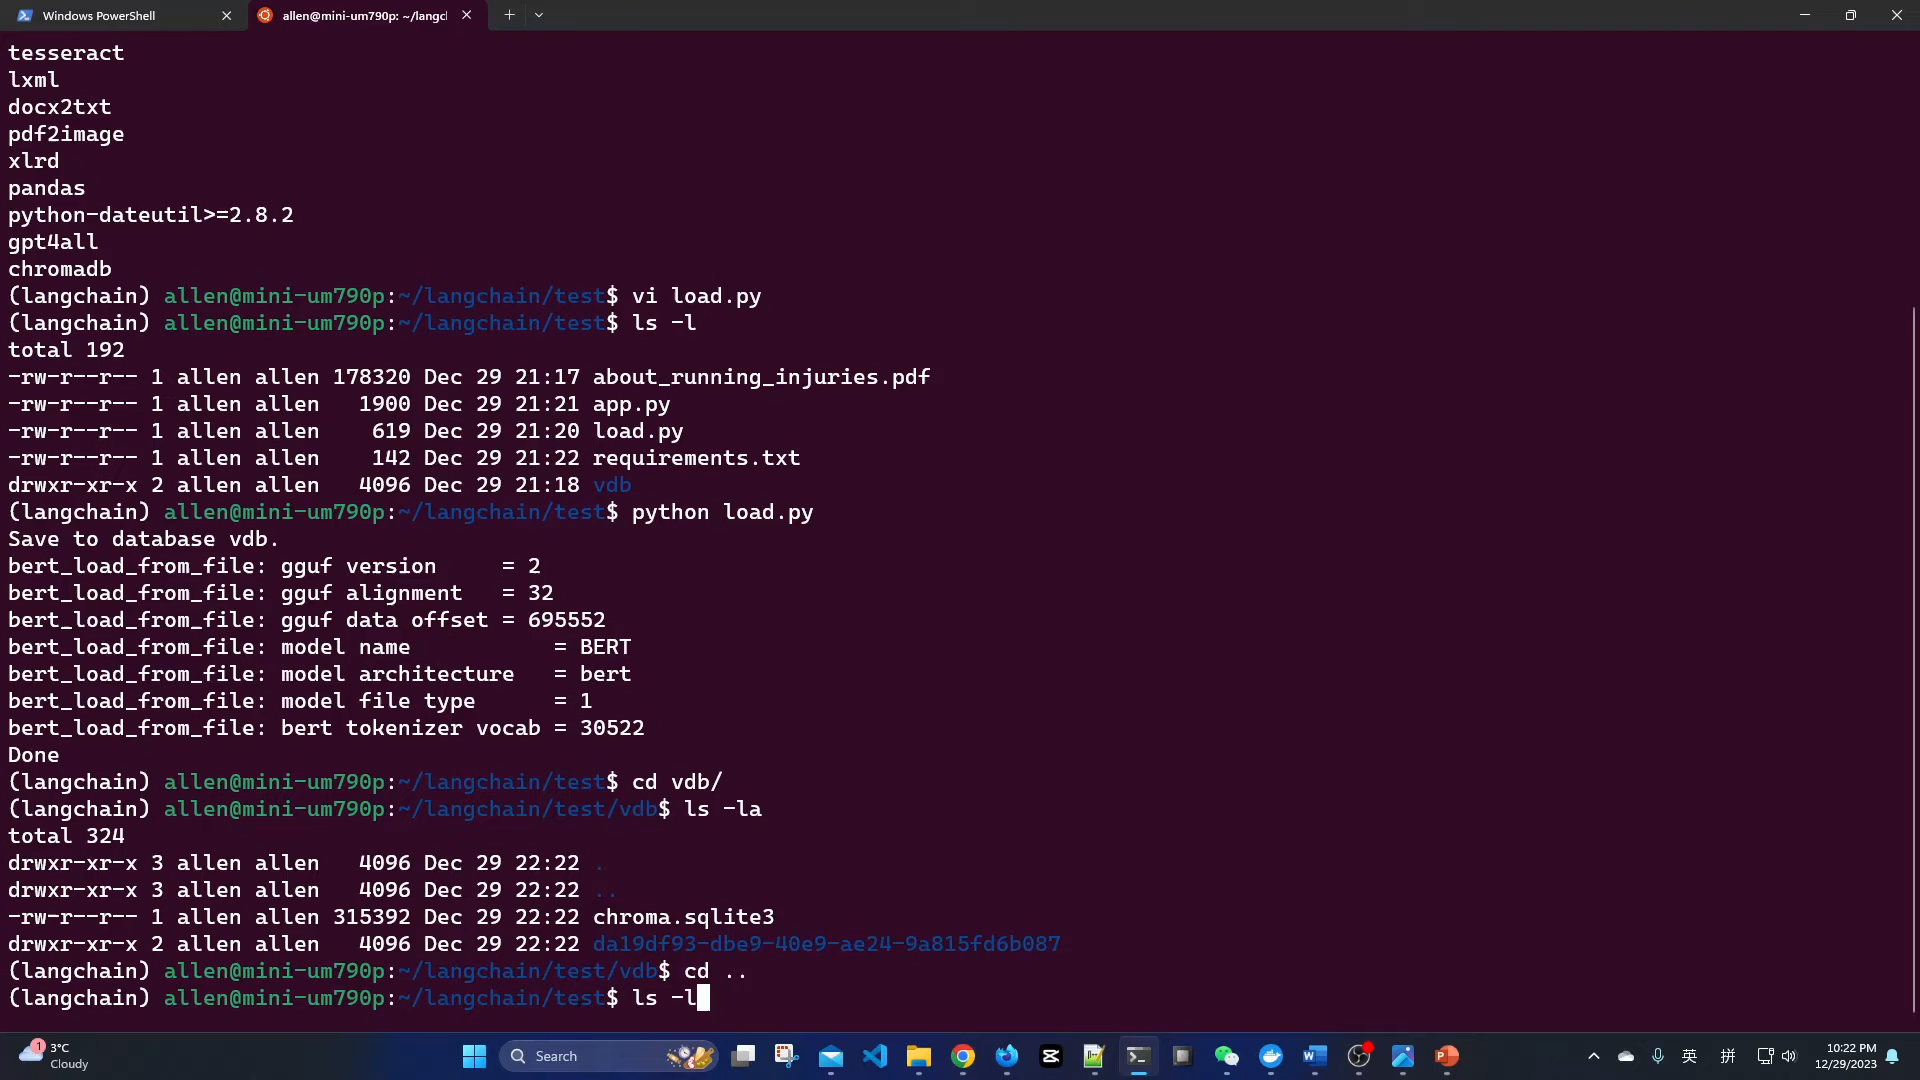 Windows PowerShell
allen@mini-um790p: ~/langcl
tesseract
lxml
docx2txt
pdf2image
xlrd
pandas
python-dateutil>=2.8.2
gpt4all
chromadb
(langchain) allen@mini-um790p:~/langchain/test$ vi load.py
(langchain) allen@mini-um790p:~/langchain/test$ ls -l
total 192
-rw-r--r-- 1 allen allen 178320 Dec 29 21:17 about_running_injuries.pdf
-rw-r--r-- 1 allen allen   1900 Dec 29 21:21 app.py
-rw-r--r-- 1 allen allen    619 Dec 29 21:20 load.py
-rw-r--r-- 1 allen allen    142 Dec 29 21:22 requirements.txt
drwxr-xr-x 2 allen allen   4096 Dec 29 21:18 vdb
(langchain) allen@mini-um790p:~/langchain/test$ python load.py
Save to database vdb.
bert_load_from_file: gguf version     = 2
bert_load_from_file: gguf alignment   = 32
bert_load_from_file: gguf data offset = 695552
bert_load_from_file: model name           = BERT
bert_load_from_file: model architecture   = bert
bert_load_from_file: model file type      = 1
bert_load_from_file: bert tokenizer vocab = 30522
Done
(langchain) allen@mini-um790p:~/langchain/test$ cd vdb/
(langchain) allen@mini-um790p:~/langchain/test/vdb$ ls -la
total 324
drwxr-xr-x 3 allen allen   4096 Dec 29 22:22 .
drwxr-xr-x 3 allen allen   4096 Dec 29 22:22 ..
-rw-r--r-- 1 allen allen 315392 Dec 29 22:22 chroma.sqlite3
drwxr-xr-x 2 allen allen   4096 Dec 29 22:22 da19df93-dbe9-40e9-ae24-9a815fd6b087
(langchain) allen@mini-um790p:~/langchain/test/vdb$ cd ..
(langchain) allen@mini-um790p:~/langchain/test$ ls -l
1
3°C
Cloudy
Search
英
拼
10:22 PM
12/29/2023